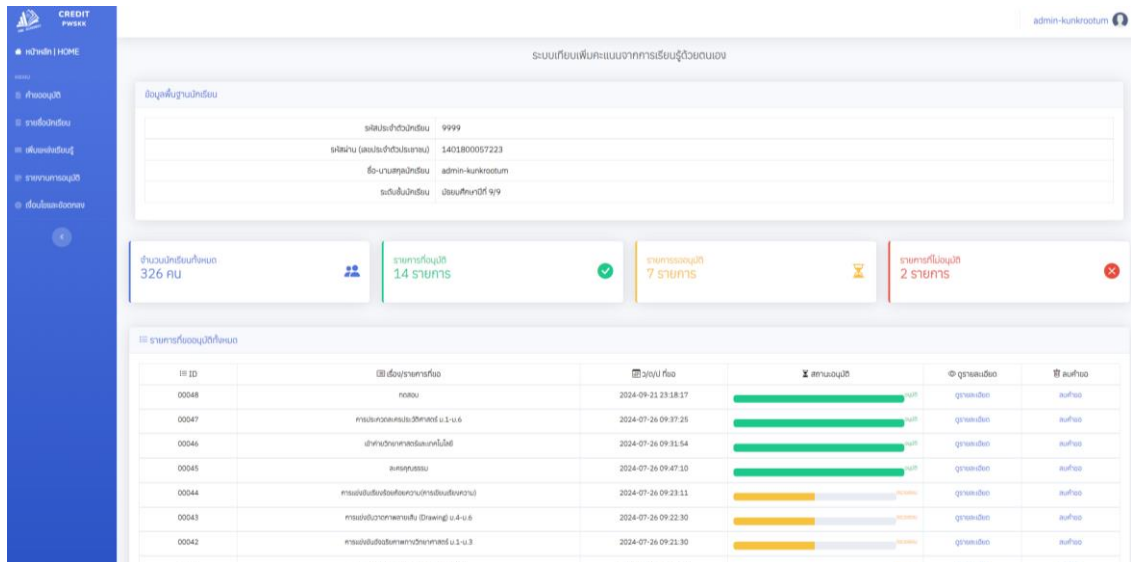 CREDIT
PWSKK
admin-kunkrootum
หน้าหลัก | HOME
คำขออนุมัติ
รายชื่อนักเรียน
เพิ่มแหล่งเรียนรู้
รายงานการอนุมัติ
เงื่อนไขและข้อตกลง
ระบบเทียบเพิ่มคะแนนจากการเรียนรู้ด้วยตนเอง
ข้อมูลพื้นฐานนักเรียน
รหัสประจำตัวนักเรียน 9999
รหัสผ่าน (เลขประจำตัวประชาชน) 1401800057223
ชื่อ-นามสกุลนักเรียน admin-kunkrootum
ระดับชั้นนักเรียน มัธยมศึกษาปีที่ 9/9
จำนวนนักเรียนทั้งหมด
326 คน
รายการที่อนุมัติ
14 รายการ
รายการรออนุมัติ
7 รายการ
รายการที่ไม่อนุมัติ
2 รายการ
รายการที่ขออนุมัติทั้งหมด
ID เรื่อง/รายการที่ขอ ว/ด/ป ที่ขอ สถานะอนุมัติ ดูรายละเอียด ลบคำขอ
00048 ทดสอบ 2024-09-21 23:18:17 อนุมัติ ดูรายละเอียด ลบคำขอ
00047 การประกวดละครประวัติศาสตร์ ม.1-ม.6 2024-07-26 09:37:25 อนุมัติ ดูรายละเอียด ลบคำขอ
00046 เข้าค่ายวิทยาศาสตร์และเทคโนโลยี 2024-07-26 09:31:54 อนุมัติ ดูรายละเอียด ลบคำขอ
00045 ละครคุณธรรม 2024-07-26 09:47:10 อนุมัติ ดูรายละเอียด ลบคำขอ
00044 การแข่งขันเรียงร้อยถ้อยความ(การเขียนเรียงความ) 2024-07-26 09:23:11 ดูรายละเอียด ลบคำขอ
00043 การแข่งขันวาดภาพลายเส้น (Drawing) ม.4-ม.6 2024-07-26 09:22:30 ดูรายละเอียด ลบคำขอ
00042 การแข่งขันอัจฉริยภาพทางวิทยาศาสตร์ ม.1-ม.3 2024-07-26 09:21:30 ดูรายละเอียด ลบคำขอ